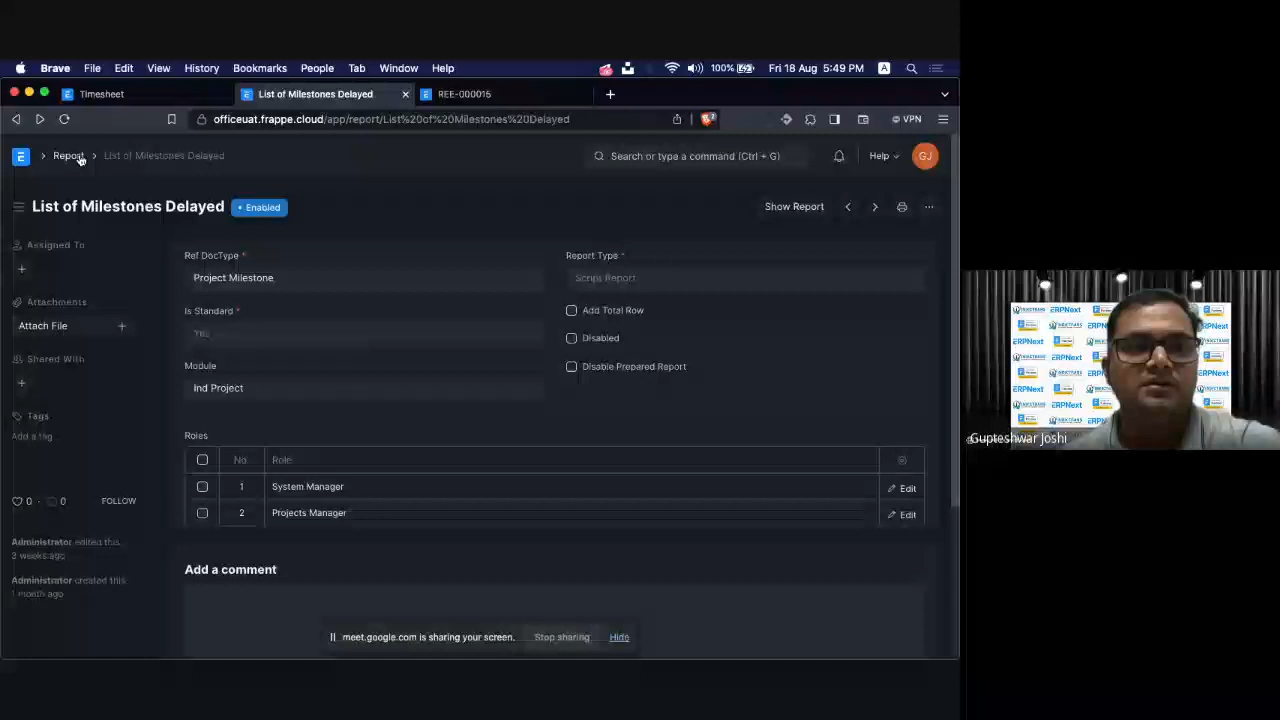 Brave File Edit View History Bookmarks People Tab Window Help 100% Fri 18 Aug 5:49 PM A
Timesheet List of Milestones Delayed REE-000015
officeuat.frappe.cloud/app/report/List%20of%20Milestones%20Delayed VPN
E Report List of Milestones Delayed Search or type a command (Ctrl + G) Help GJ
List of Milestones Delayed Enabled Show Report
Assigned To
Ref DocType *
Report Type *
Project Milestone
Script Report
Attachments
Is Standard *
Add Total Row
Attach File
Yes
Disabled
Shared With
Module
Disable Prepared Report
Ind Project
Tags
Add a tag ...
Roles
No. Role
1 System Manager Edit
0 · 0 FOLLOW
2 Projects Manager Edit
Administrator edited this
3 weeks ago
Add a comment
Administrator created this
1 month ago
meet.google.com is sharing your screen. Stop sharing Hide
Gupteshwar Joshi
ERPNext
ERPNext
ERPNext
ERPNext